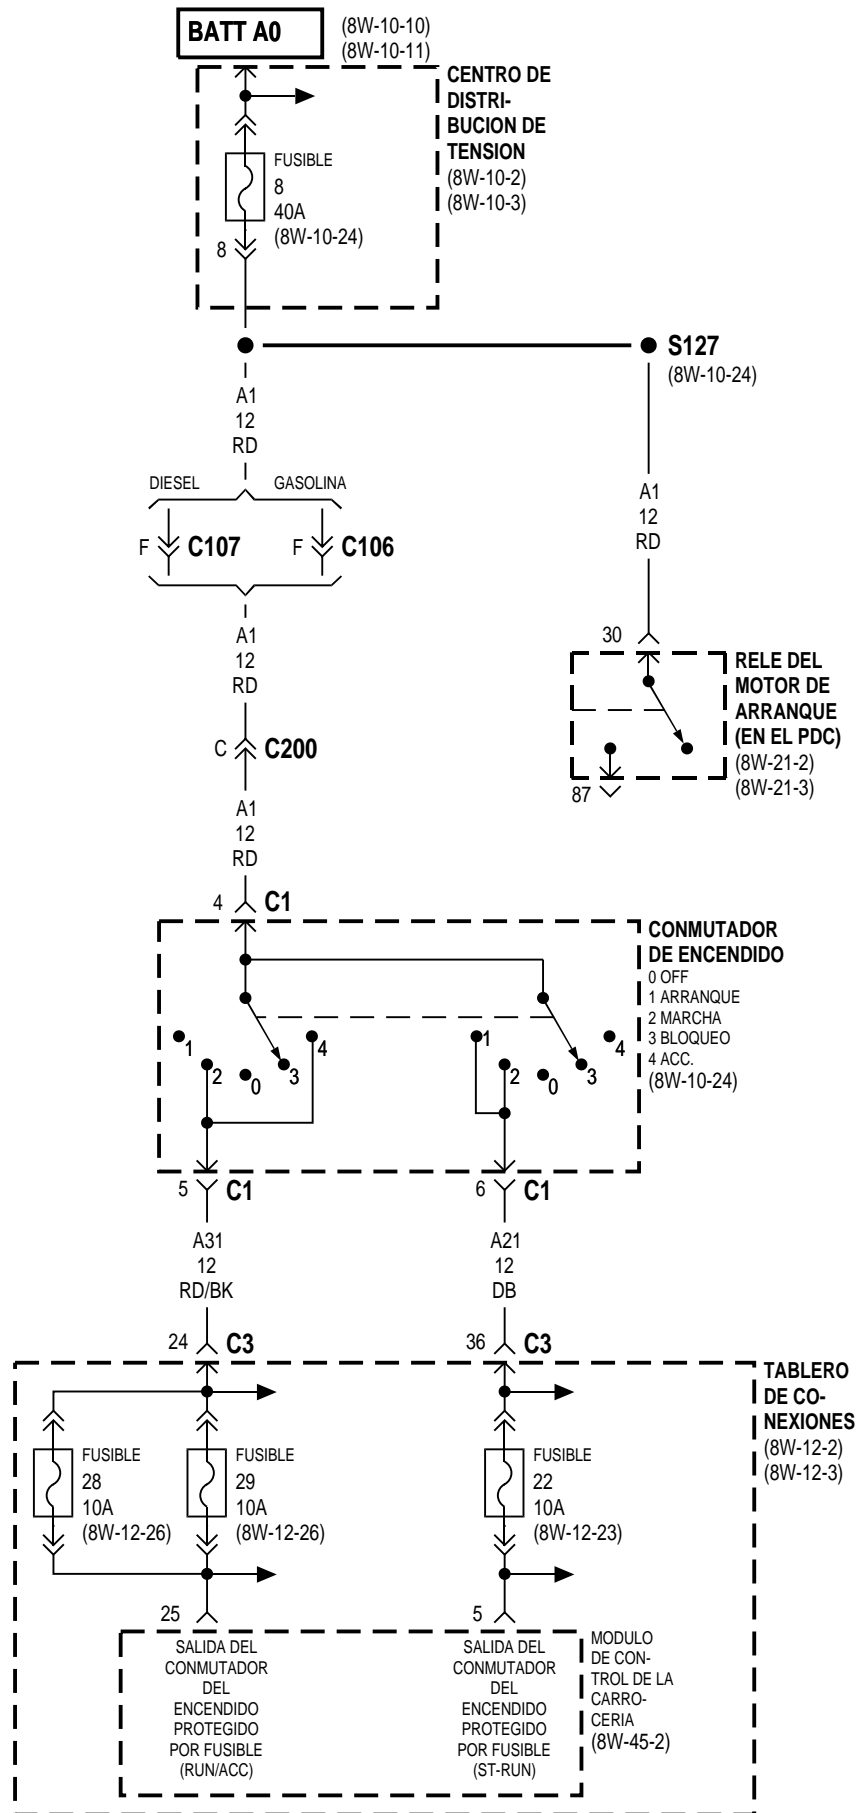 BATT A0
(8W-10-10)
(8W-10-11)
CENTRO DE
DISTRI-
BUCION DE
TENSION
(8W-10-2)
(8W-10-3)
FUSIBLE
8
40A
(8W-10-24)
8
S127
(8W-10-24)
A1
12
RD
DIESEL
GASOLINA
F
C107
F
C106
A1
12
RD
A1
12
RD
30
RELE DEL
MOTOR DE
ARRANQUE
(EN EL PDC)
(8W-21-2)
(8W-21-3)
87
C
C200
A1
12
RD
4
C1
CONMUTADOR
DE ENCENDIDO
0 OFF
1 ARRANQUE
2 MARCHA
3 BLOQUEO
4 ACC.
(8W-10-24)
1
2
0
3
4
1
2
0
3
4
5
C1
6
C1
A31
12
RD/BK
A21
12
DB
24
C3
36
C3
TABLERO
DE CO-
NEXIONES
(8W-12-2)
(8W-12-3)
FUSIBLE
28
10A
(8W-12-26)
FUSIBLE
29
10A
(8W-12-26)
FUSIBLE
22
10A
(8W-12-23)
25
5
SALIDA DEL
CONMUTADOR
DEL
ENCENDIDO
PROTEGIDO
POR FUSIBLE
(RUN/ACC)
SALIDA DEL
CONMUTADOR
DEL
ENCENDIDO
PROTEGIDO
POR FUSIBLE
(ST-RUN)
MODULO
DE CON-
TROL DE LA
CARRO-
CERIA
(8W-45-2)